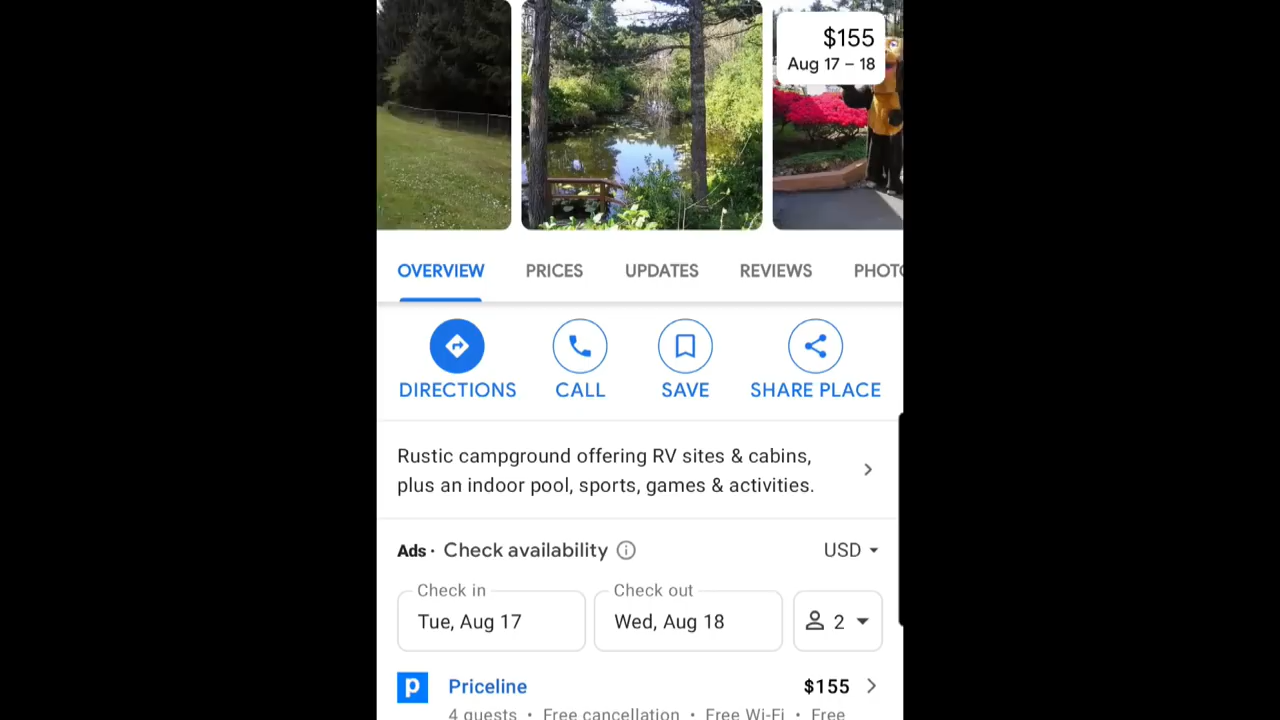 $155
Aug 17 – 18
OVERVIEW PRICES UPDATES REVIEWS PHOTO
DIRECTIONS CALL SAVE SHARE PLACE
Rustic campground offering RV sites & cabins,
plus an indoor pool, sports, games & activities.
Ads · Check availability USD
Check in Check out
Tue, Aug 17 Wed, Aug 18 2
p Priceline $155
4 guests · Free cancellation · Free Wi-Fi · Free